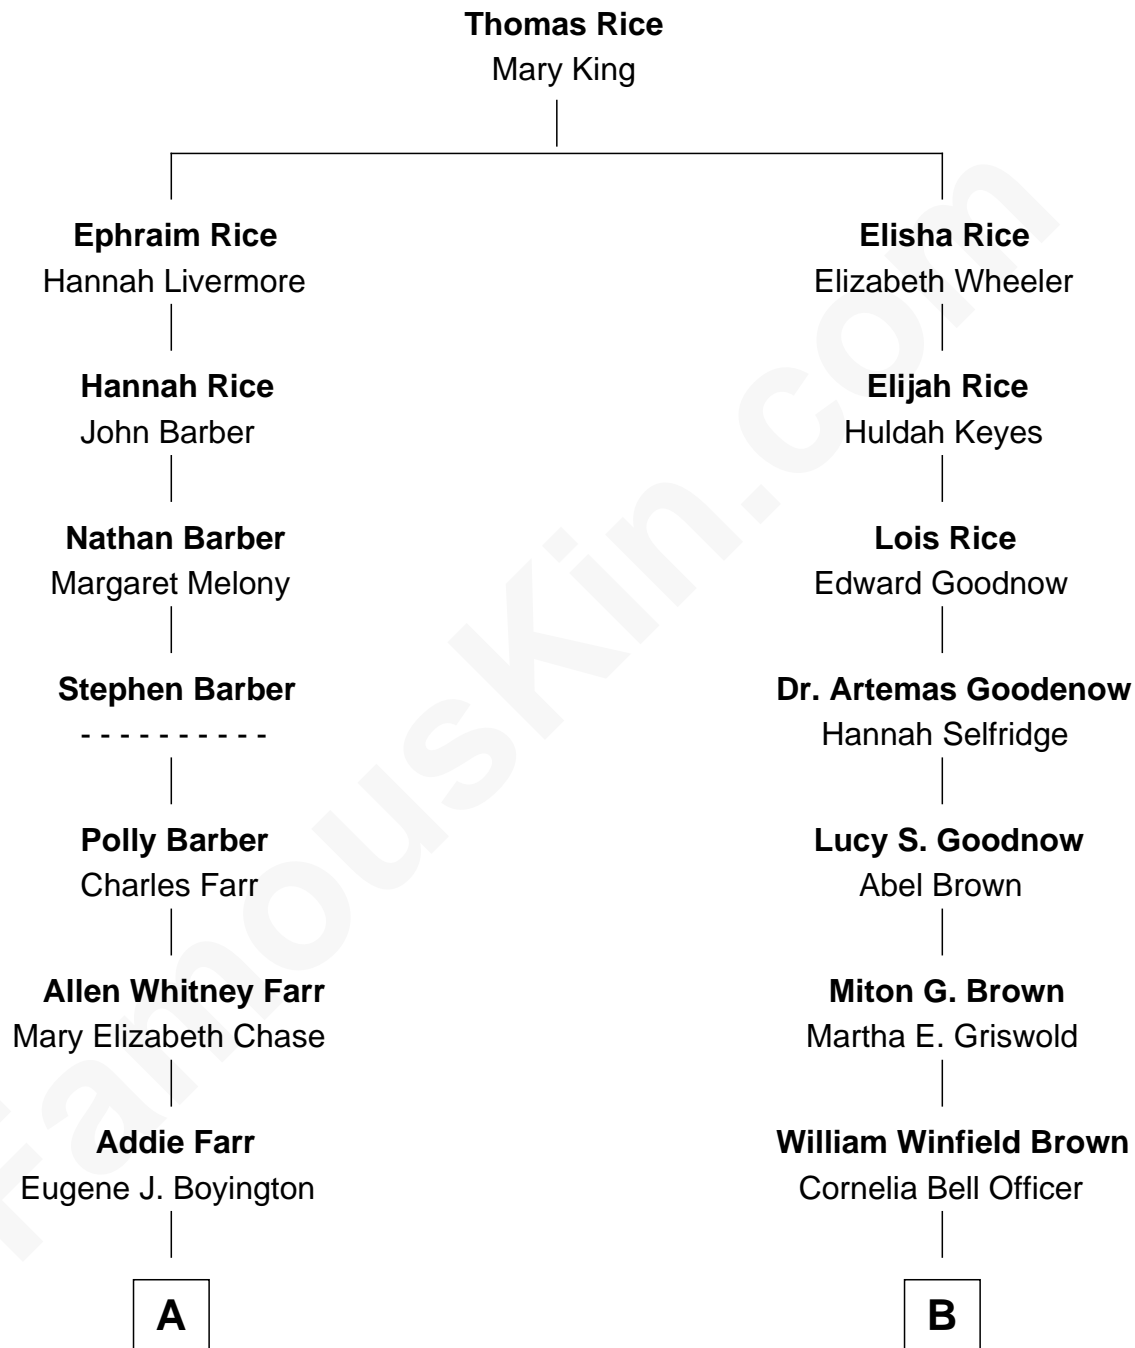 Thomas Rice
Mary King
Ephraim Rice
Hannah Livermore
Hannah Rice
John Barber
Nathan Barber
Margaret Melony
Stephen Barber
- - - - - - - - - -
Polly Barber
Charles Farr
Allen Whitney Farr
Mary Elizabeth Chase
Addie Farr
Eugene J. Boyington
A
Elisha Rice
Elizabeth Wheeler
Elijah Rice
Huldah Keyes
Lois Rice
Edward Goodnow
Dr. Artemas Goodenow
Hannah Selfridge
Lucy S. Goodnow
Abel Brown
Miton G. Brown
Martha E. Griswold
William Winfield Brown
Cornelia Bell Officer
B
FamousKin.com